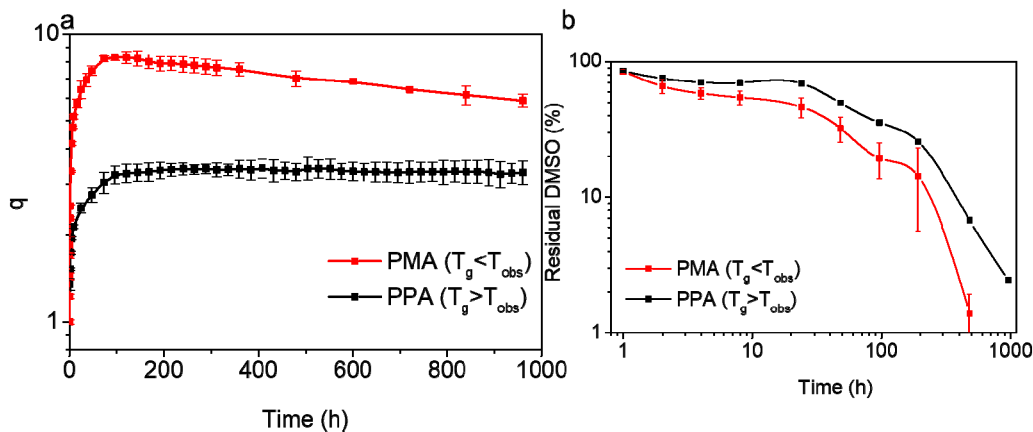 a
10
1
q
0 200 400 600 800 1000
Time (h)
PMA (Tg<Tobs)
PPA (Tg>Tobs)
b
100
10
1
Residual DMSO (%)
1 10 100 1000
Time (h)
PMA (Tg<Tobs)
PPA (Tg>Tobs)